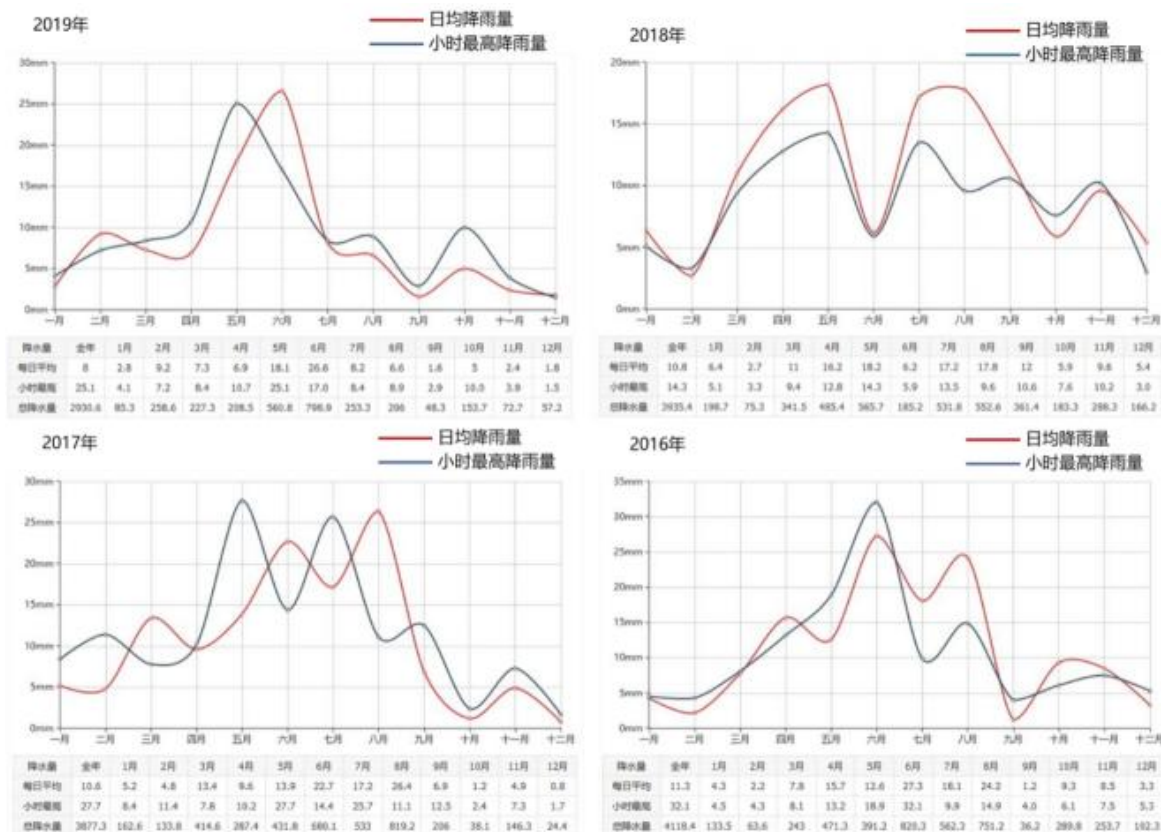 2019年
日均降雨量
小时最高降雨量
30mm
25mm
20mm
15mm
10mm
5mm
0mm
一月 二月 三月 四月 五月 六月 七月 八月 九月 十月 十一月 十二月
降水量 全年 1月 2月 3月 4月 5月 6月 7月 8月 9月 10月 11月 12月
每日平均 8 2.8 9.2 7.3 6.9 18.1 26.6 8.2 6.6 1.6 5 2.4 1.8
小时最高 25.1 4.1 7.2 8.4 10.7 25.1 17.0 8.4 8.9 2.9 10.0 3.8 1.5
总降水量 2930.6 85.3 258.6 227.3 208.5 560.8 798.9 253.3 206 48.3 153.7 72.7 57.2
2018年
日均降雨量
小时最高降雨量
20mm
15mm
10mm
5mm
0mm
一月 二月 三月 四月 五月 六月 七月 八月 九月 十月 十一月 十二月
降水量 全年 1月 2月 3月 4月 5月 6月 7月 8月 9月 10月 11月 12月
每日平均 10.8 6.4 2.7 11 16.2 18.2 6.2 17.2 17.8 12 5.9 9.6 5.4
小时最高 14.3 5.1 3.3 9.4 12.8 14.3 5.9 13.5 9.6 10.6 7.6 10.2 3.0
总降水量 3935.4 198.7 75.3 341.5 485.4 565.7 185.2 531.8 552.6 361.4 183.3 288.3 166.2
2017年
日均降雨量
小时最高降雨量
30mm
25mm
20mm
15mm
10mm
5mm
0mm
一月 二月 三月 四月 五月 六月 七月 八月 九月 十月 十一月 十二月
降水量 全年 1月 2月 3月 4月 5月 6月 7月 8月 9月 10月 11月 12月
每日平均 10.6 5.2 4.8 13.4 9.6 13.9 22.7 17.2 26.4 6.9 1.2 4.9 0.8
小时最高 27.7 8.4 11.4 7.8 10.2 27.7 14.4 25.7 11.1 12.5 2.4 7.3 1.7
总降水量 3877.3 162.6 133.8 414.6 287.4 431.8 680.1 533 819.2 206 38.1 146.3 24.4
2016年
日均降雨量
小时最高降雨量
35mm
30mm
25mm
20mm
15mm
10mm
5mm
0mm
一月 二月 三月 四月 五月 六月 七月 八月 九月 十月 十一月 十二月
降水量 全年 1月 2月 3月 4月 5月 6月 7月 8月 9月 10月 11月 12月
每日平均 11.3 4.3 2.2 7.8 15.7 12.6 27.3 18.1 24.2 1.2 9.3 8.5 3.3
小时最高 32.1 4.5 4.3 8.1 13.2 18.9 32.1 9.9 14.9 4.0 6.1 7.5 5.3
总降水量 4118.4 133.5 63.6 243 471.3 391.2 820.3 562.3 751.2 36.2 289.8 253.7 102.3